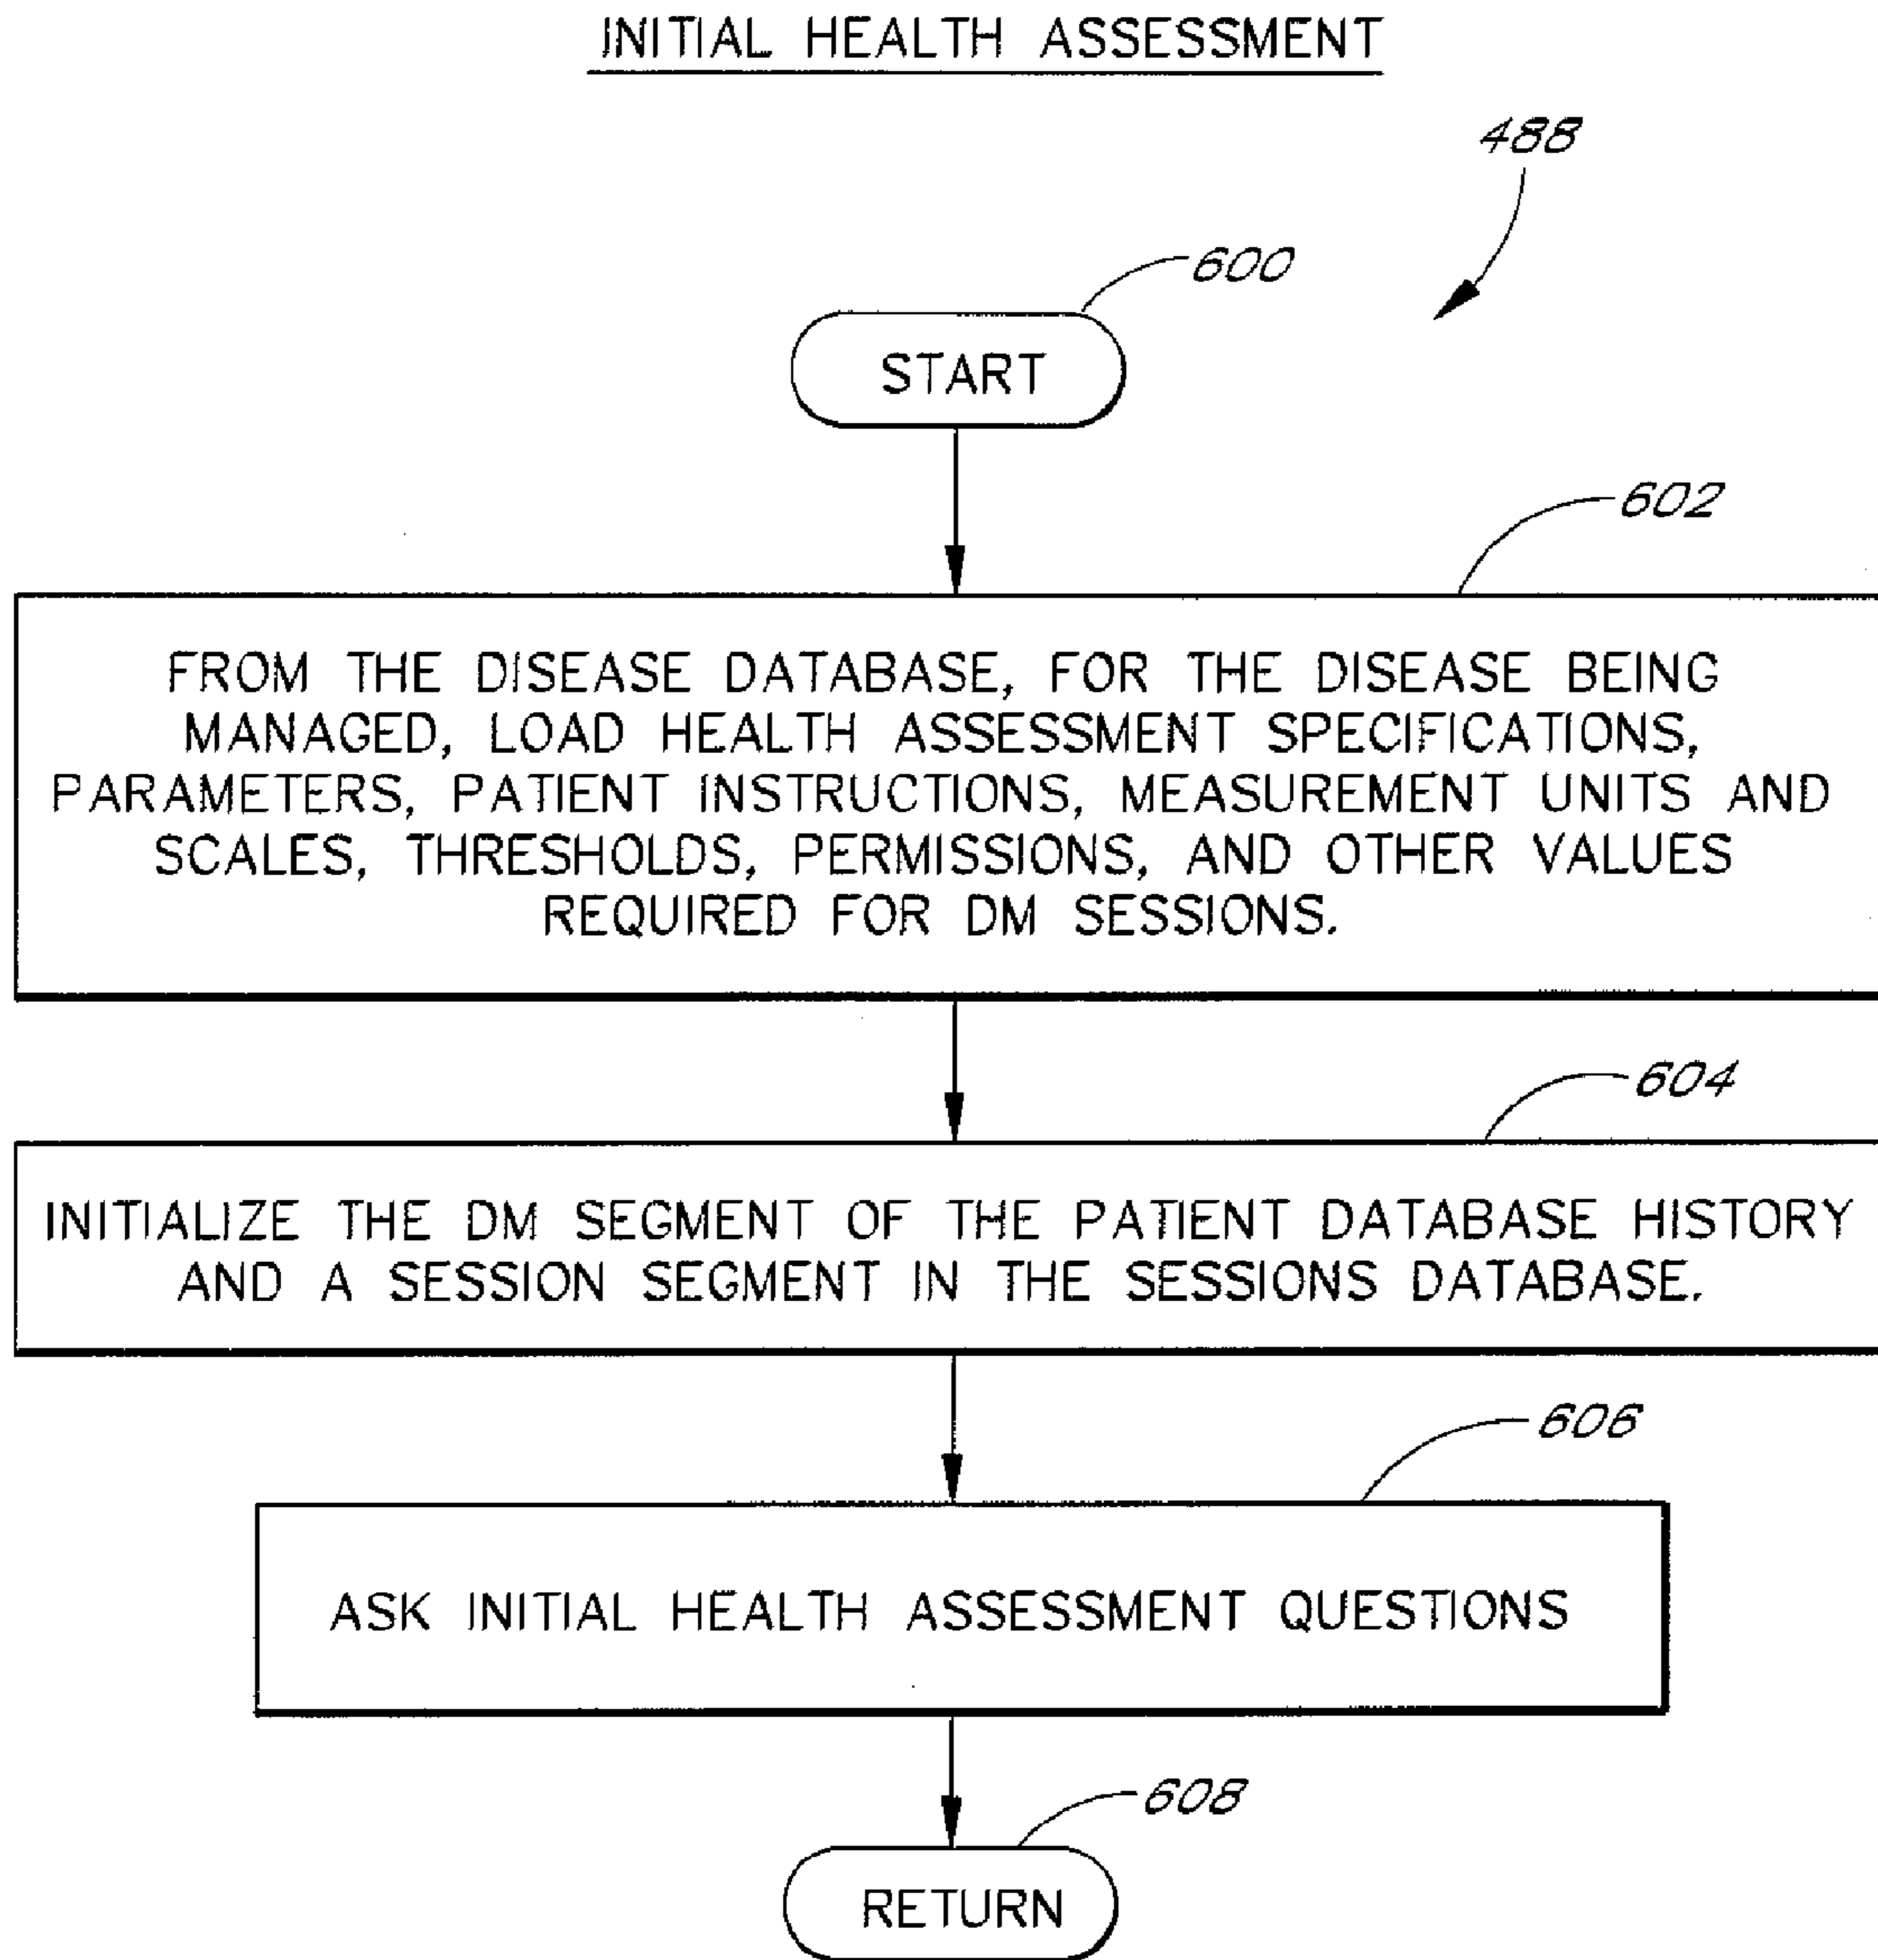 INITIAL HEALTH ASSESSMENT
488
600
START
602
FROM THE DISEASE DATABASE, FOR THE DISEASE BEING
MANAGED, LOAD HEALTH ASSESSMENT SPECIFICATIONS,
PARAMETERS, PATIENT INSTRUCTIONS, MEASUREMENT UNITS AND
SCALES, THRESHOLDS, PERMISSIONS, AND OTHER VALUES
REQUIRED FOR DM SESSIONS.
604
INITIALIZE THE DM SEGMENT OF THE PATIENT DATABASE HISTORY
AND A SESSION SEGMENT IN THE SESSIONS DATABASE.
606
ASK INITIAL HEALTH ASSESSMENT QUESTIONS
608
RETURN